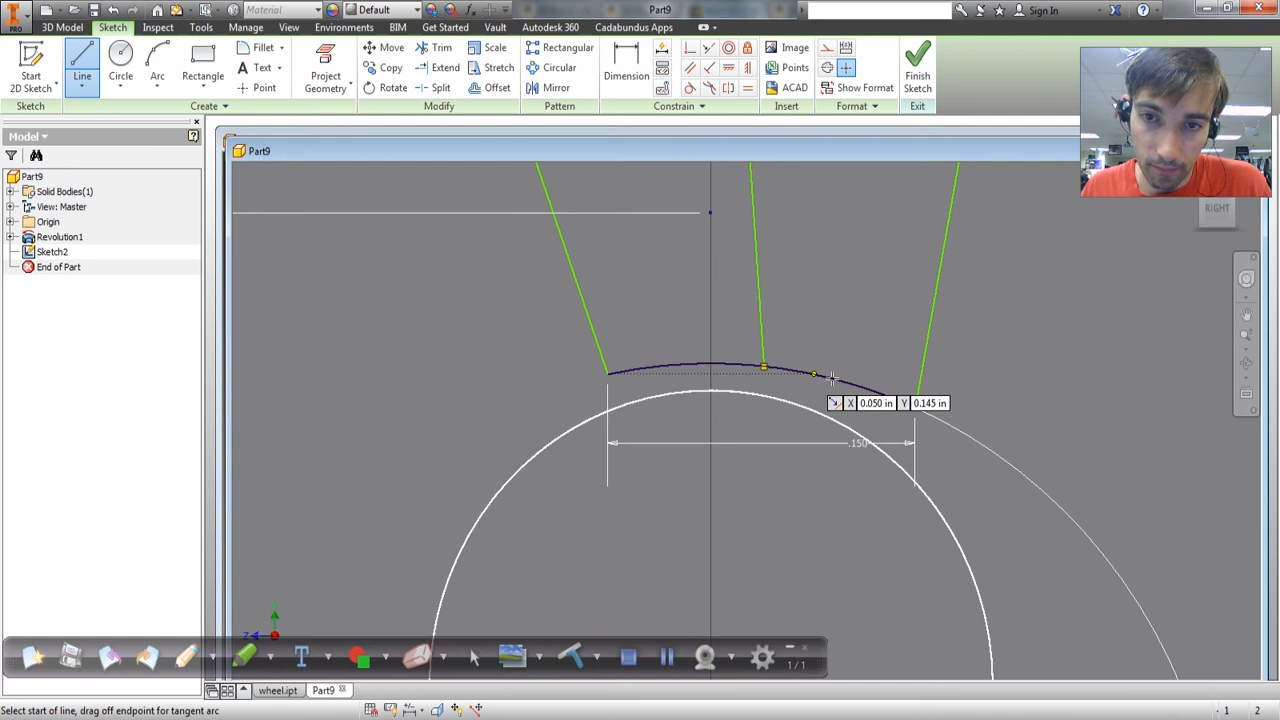 Material
Default
Part9
Sign In
PRO
3D Model Sketch Inspect Tools Manage View Environments BIM Get Started Vault Autodesk 360 Cadabundus Apps
Start
2D Sketch
Line
Circle
Arc
Rectangle
Fillet
Text
Point
Project
Geometry
Move
Copy
Rotate
Trim
Extend
Split
Scale
Stretch
Offset
Rectangular
Circular
Mirror
Dimension
Image
Points
ACAD
Show Format
Finish
Sketch
Sketch Create Modify Pattern Constrain Insert Format Exit
Model
Part9
Solid Bodies(1)
View: Master
Origin
Revolution1
Sketch2
End of Part
Part9
RIGHT
X 0.050 in Y 0.145 in
.150
Z
1/1
wheel.ipt Part9
Select start of line, drag off endpoint for tangent arc
1 2